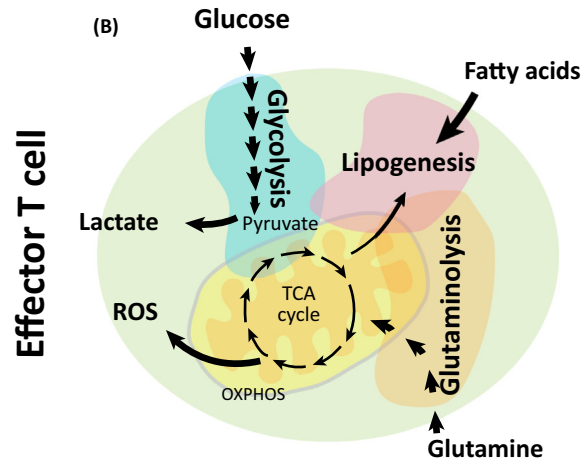 (B)
Glucose
Fatty acids
Effector T cell
Glycolysis
Lipogenesis
Lactate
Pyruvate
Glutaminolysis
TCA
cycle
ROS
OXPHOS
Glutamine